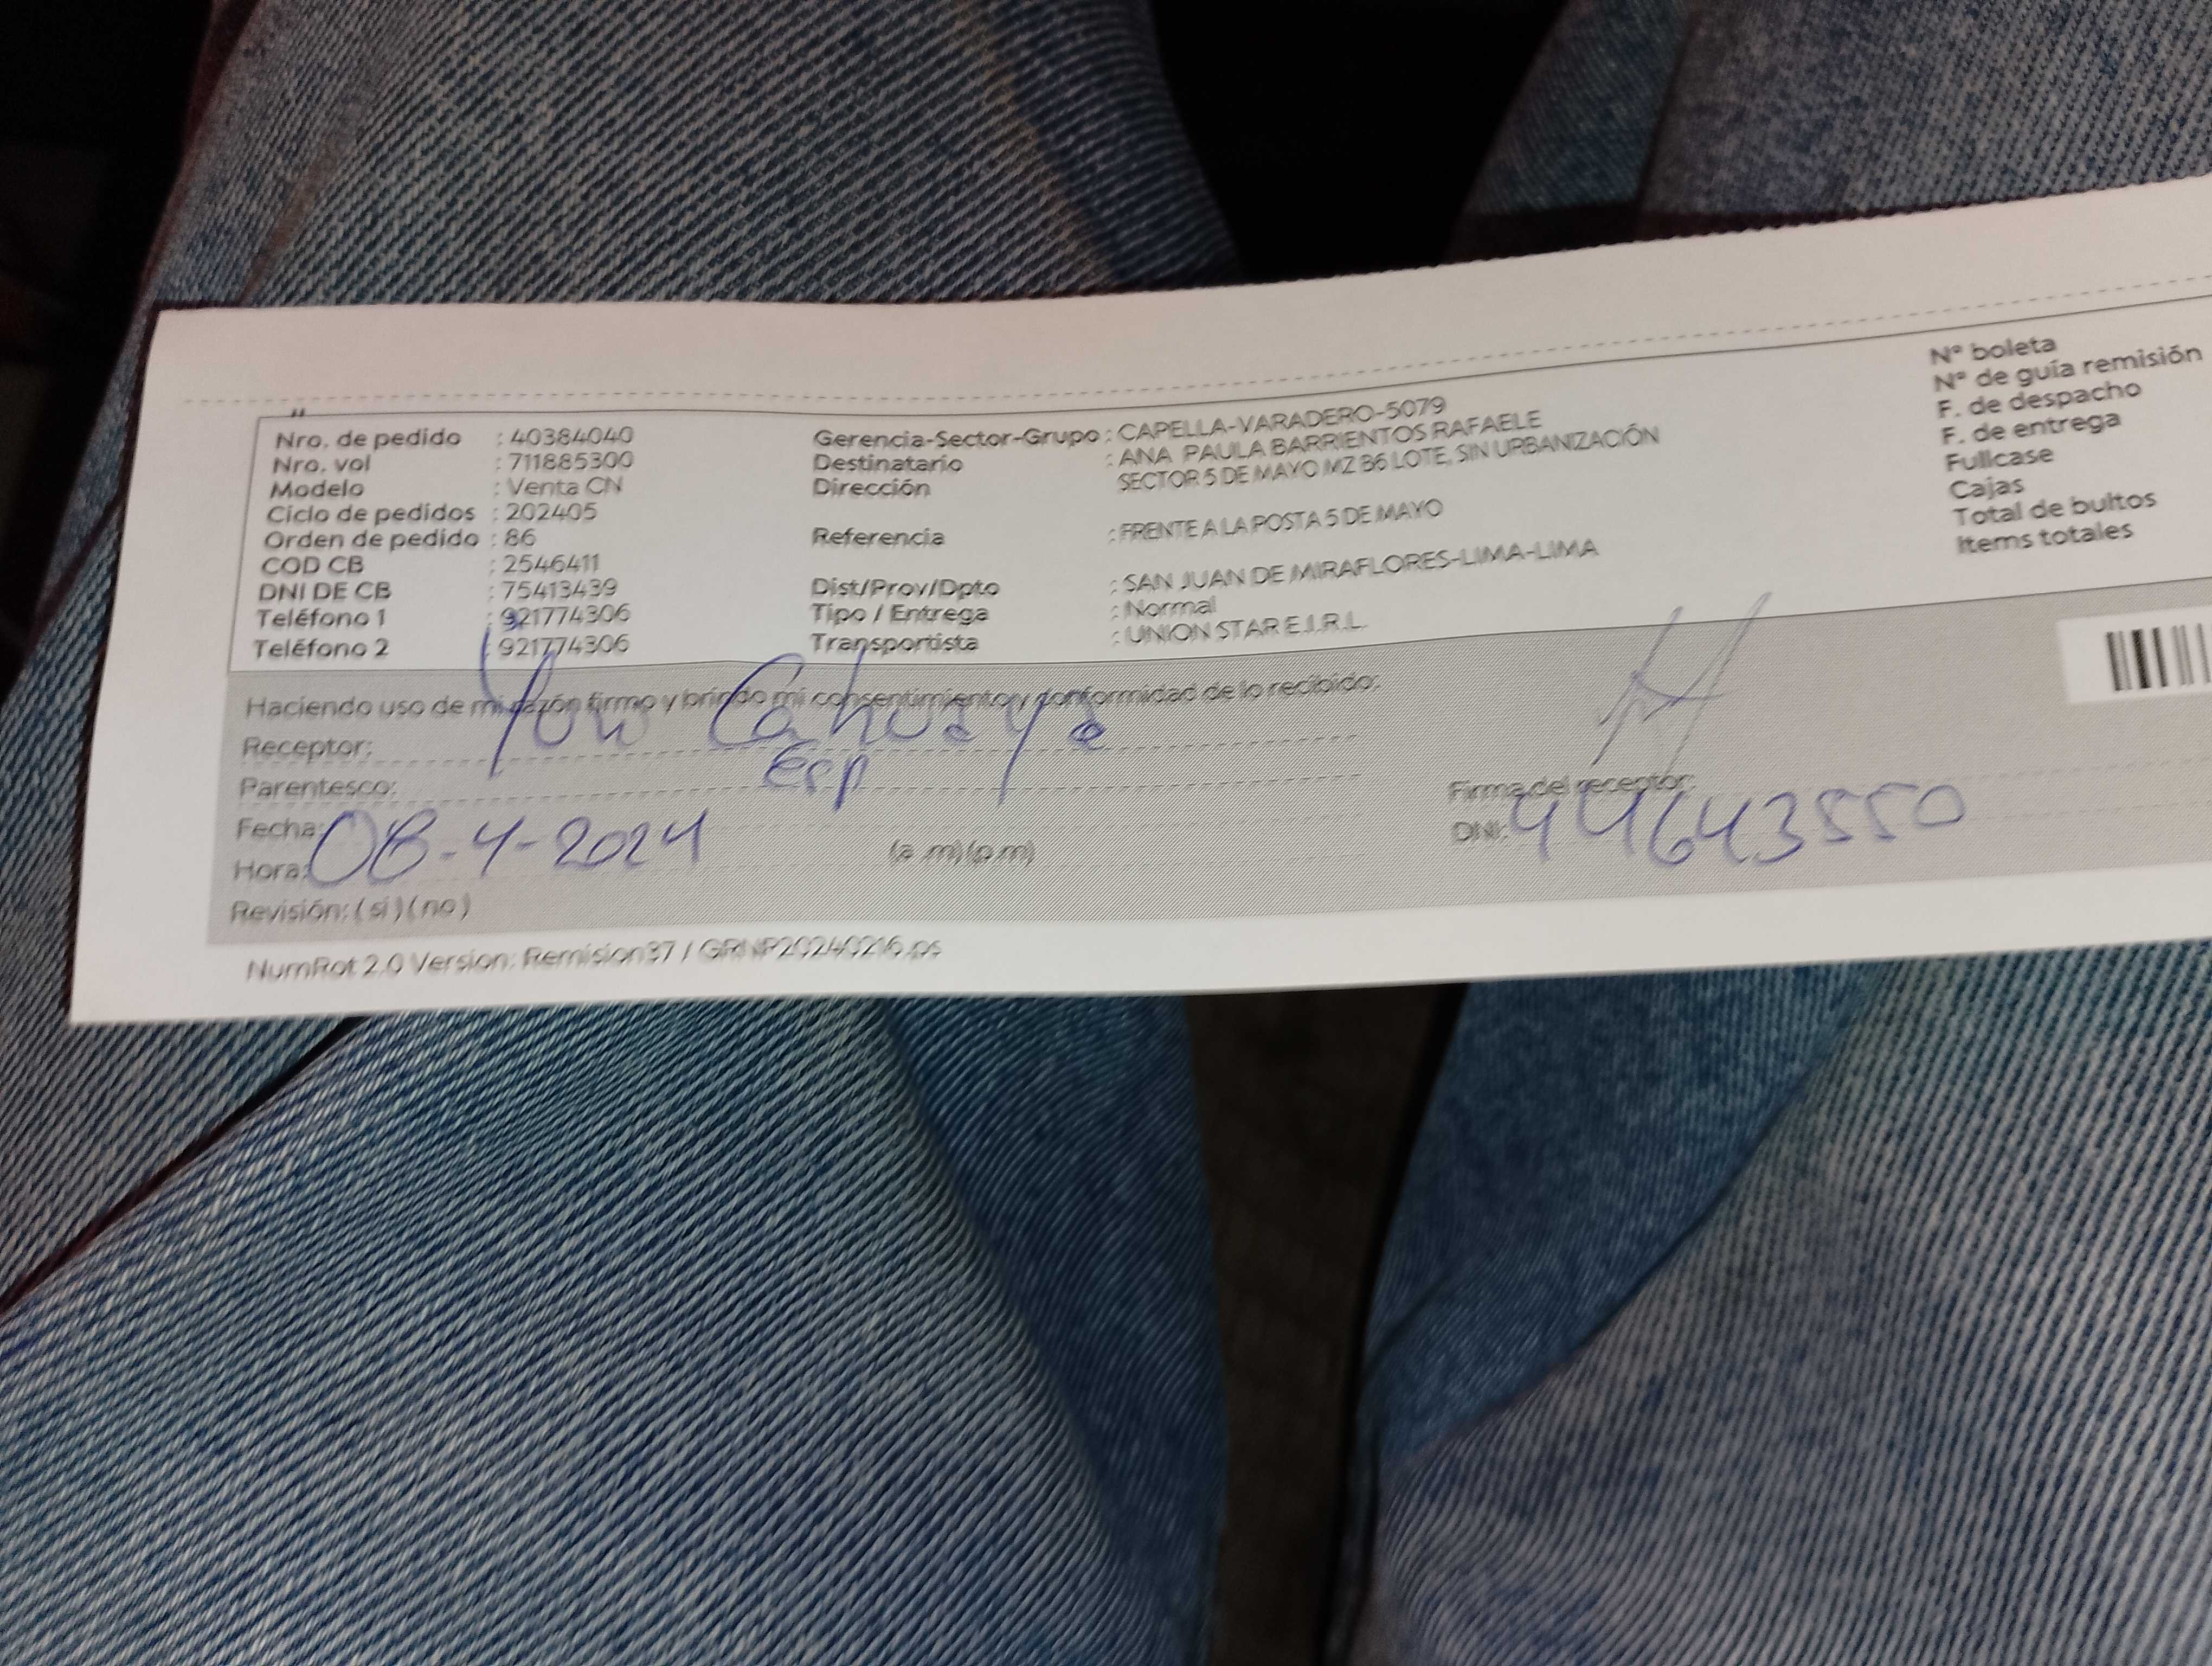 Nro. de pedido : 40384040
Nro. vol : 711885300
Modelo : Venta CN
Ciclo de pedidos : 202405
Orden de pedido : 86
COD CB : 2546411
DNI DE CB : 75413439
Teléfono 1 : 921774306
Teléfono 2 : 921774306
Gerencia-Sector-Grupo : CAPELLA-VARADERO-5079
Destinatario : ANA PAULA BARRIENTOS RAFAELE
Dirección SECTOR 5 DE MAYO MZ B6 LOTE, SIN URBANIZACIÓN
Referencia : FRENTE A LA POSTA 5 DE MAYO
Dist/Prov/Dpto : SAN JUAN DE MIRAFLORES-LIMA-LIMA
Tipo / Entrega : Normal
Transportista : UNION STAR E.I.R.L.
Nº boleta
Nº de guía remisión
F. de despacho
F. de entrega
Fullcase
Cajas
Total de bultos
Items totales
Haciendo uso de mi razón firmo y brindo mi consentimiento y conformidad de lo recibido:
Receptor: Cahuaya
Parentesco: esp
Fecha: 08-4-2024
Hora: (a.m)(p.m)
Revisión: (si)(no)
Firma del receptor:
DNI: 44643550
NumRot 2.0 Version: Remision37 / GRNP20240216.ps